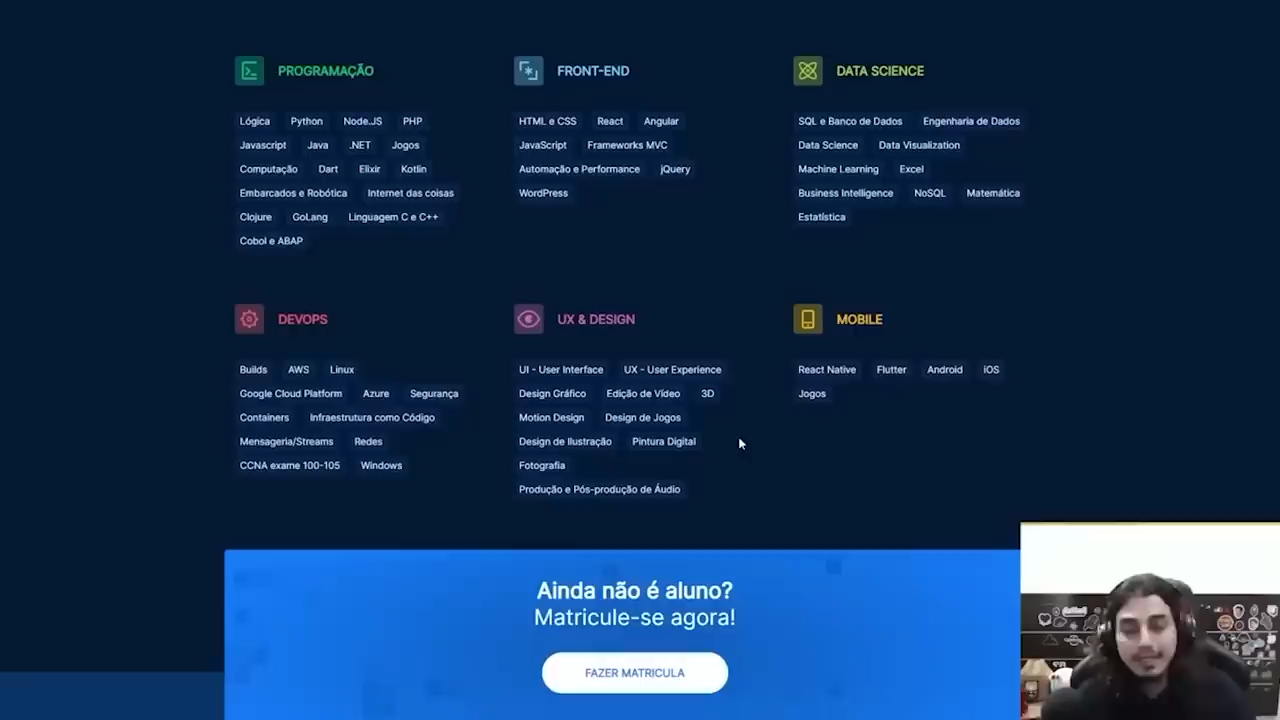 PROGRAMAÇÃO
Lógica Python Node.JS PHP
Javascript Java .NET Jogos
Computação Dart Elixir Kotlin
Embarcados e Robótica Internet das coisas
Clojure GoLang Linguagem C e C++
Cobol e ABAP
FRONT-END
HTML e CSS React Angular
JavaScript Frameworks MVC
Automação e Performance jQuery
WordPress
DATA SCIENCE
SQL e Banco de Dados Engenharia de Dados
Data Science Data Visualization
Machine Learning Excel
Business Intelligence NoSQL Matemática
Estatística
DEVOPS
Builds AWS Linux
Google Cloud Platform Azure Segurança
Containers Infraestrutura como Código
Mensageria/Streams Redes
CCNA exame 100-105 Windows
UX & DESIGN
UI - User Interface UX - User Experience
Design Gráfico Edição de Vídeo 3D
Motion Design Design de Jogos
Design de Ilustração Pintura Digital
Fotografia
Produção e Pós-produção de Áudio
MOBILE
React Native Flutter Android iOS
Jogos
Ainda não é aluno?
Matricule-se agora!
FAZER MATRICULA